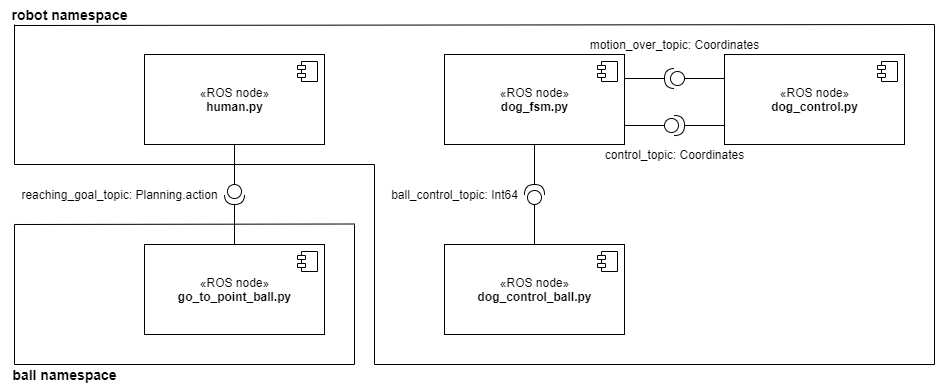 robot namespace
motion_over_topic: Coordinates
«ROS node»
human.py
«ROS node»
dog_fsm.py
«ROS node»
dog_control.py
control_topic: Coordinates
reaching_goal_topic: Planning.action
ball_control_topic: Int64
«ROS node»
go_to_point_ball.py
«ROS node»
dog_control_ball.py
ball namespace